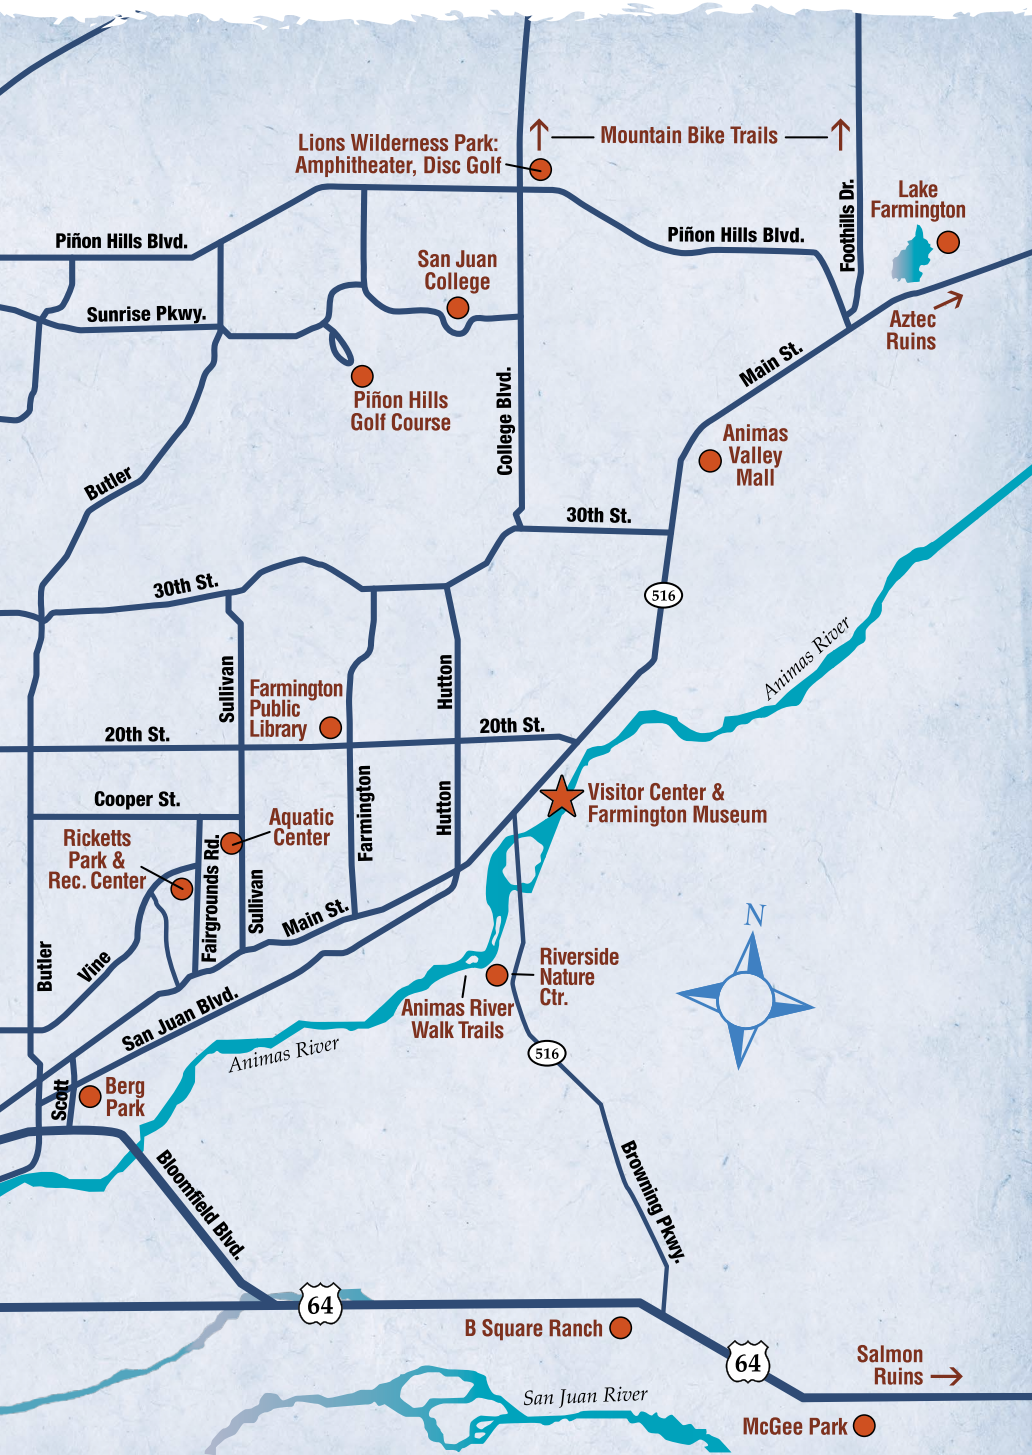 Lions Wilderness Park:
Amphitheater, Disc Golf
Mountain Bike Trails
Foothills Dr.
Lake
Farmington
Piñon Hills Blvd.
Piñon Hills Blvd.
San Juan
College
Sunrise Pkwy.
Aztec
Ruins
Main St.
Piñon Hills
Golf Course
College Blvd.
Animas
Valley
Mall
Butler
30th St.
30th St.
516
Animas River
Sullivan
Farmington
Public
Library
Hutton
20th St.
20th St.
Visitor Center &
Farmington Museum
Cooper St.
Farmington
Hutton
Aquatic
Center
Ricketts
Park &
Rec. Center
Fairgrounds Rd.
Sullivan
Main St.
N
Butler
Vine
Riverside
Nature
Ctr.
Animas River
Walk Trails
San Juan Blvd.
Animas River
516
Scott
Berg
Park
Bloomfield Blvd.
Browning Pkwy.
64
B Square Ranch
64
Salmon
Ruins
San Juan River
McGee Park